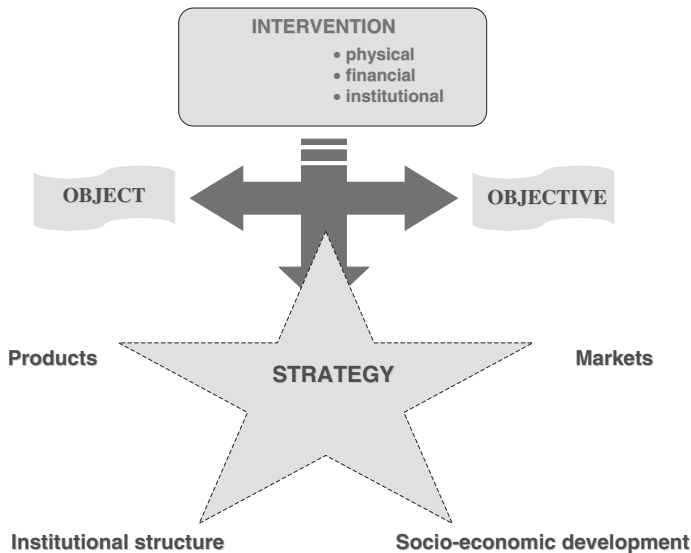 INTERVENTION
• physical
• financial
• institutional
OBJECT
OBJECTIVE
Products
STRATEGY
Markets
Institutional structure
Socio-economic development